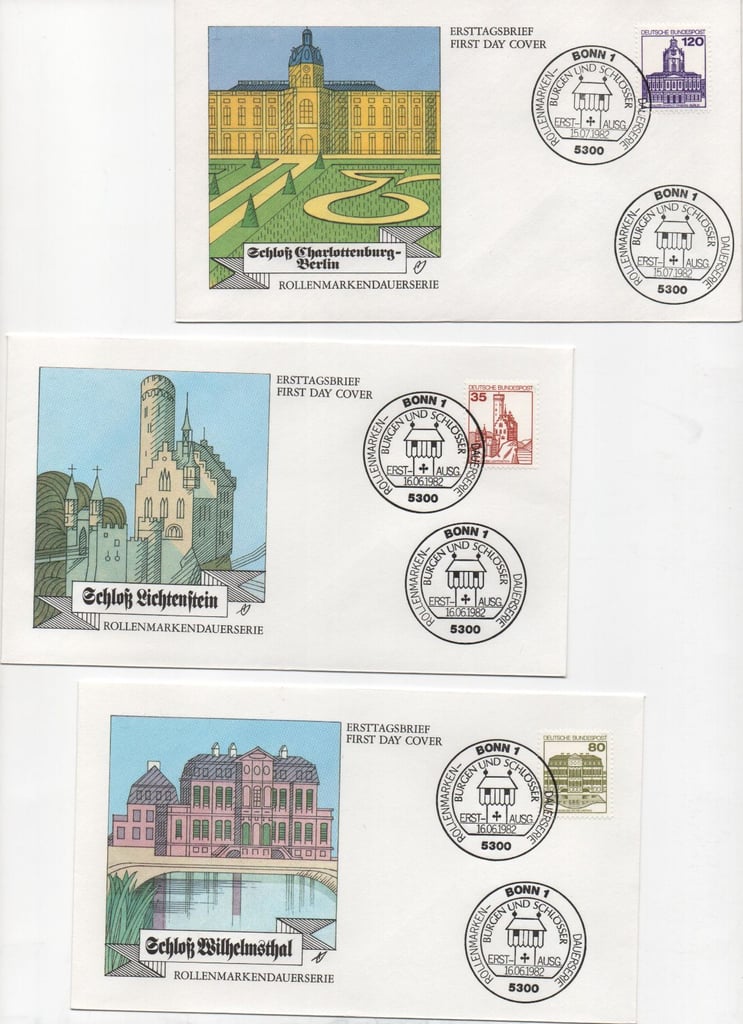 ERSTTAGSBRIEF
FIRST DAY COVER
DEUTSCHE BUNDESPOST
120
BONN 1
ROLLENMARKEN-
DAUERSERIE
BURGEN UND SCHLÖSSER
ERST- AUSG.
15.07.1982
5300
BONN 1
ROLLENMARKEN-
DAUERSERIE
BURGEN UND SCHLÖSSER
ERST- AUSG.
15.07.1982
5300
Schloß Charlottenburg-
Berlin
ROLLENMARKENDAUERSERIE
ERSTTAGSBRIEF
FIRST DAY COVER
DEUTSCHE BUNDESPOST
35
BONN 1
ROLLENMARKEN-
DAUERSERIE
BURGEN UND SCHLÖSSER
ERST- AUSG.
16.06.1982
5300
BONN 1
ROLLENMARKEN-
DAUERSERIE
BURGEN UND SCHLÖSSER
ERST- AUSG.
16.06.1982
5300
Schloß Lichtenstein
ROLLENMARKENDAUERSERIE
ERSTTAGSBRIEF
FIRST DAY COVER
DEUTSCHE BUNDESPOST
80
BONN 1
ROLLENMARKEN-
DAUERSERIE
BURGEN UND SCHLÖSSER
ERST- AUSG.
16.06.1982
5300
BONN 1
ROLLENMARKEN-
DAUERSERIE
BURGEN UND SCHLÖSSER
ERST- AUSG.
16.06.1982
5300
Schloß Wilhelmsthal
ROLLENMARKENDAUERSERIE